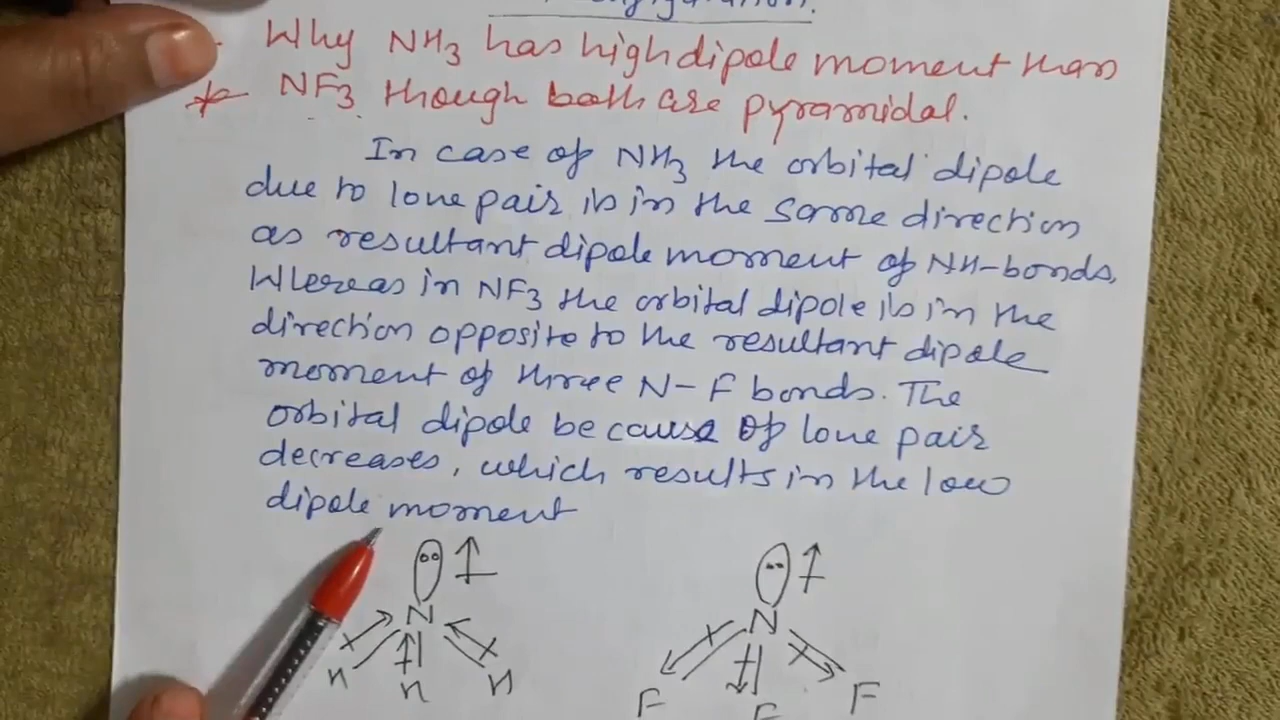 Why NH3 has high dipole moment than
* NF3 though both are pyramidal.
In case of NH3 the orbital dipole
due to lone pair is in the same direction
as resultant dipole moment of NH-bonds,
Whereas in NF3 the orbital dipole is in the
direction opposite to the resultant dipole
moment of three N-F bonds. The
orbital dipole because of lone pair
decreases, which results in the low
dipole moment
N N
H H H F F F